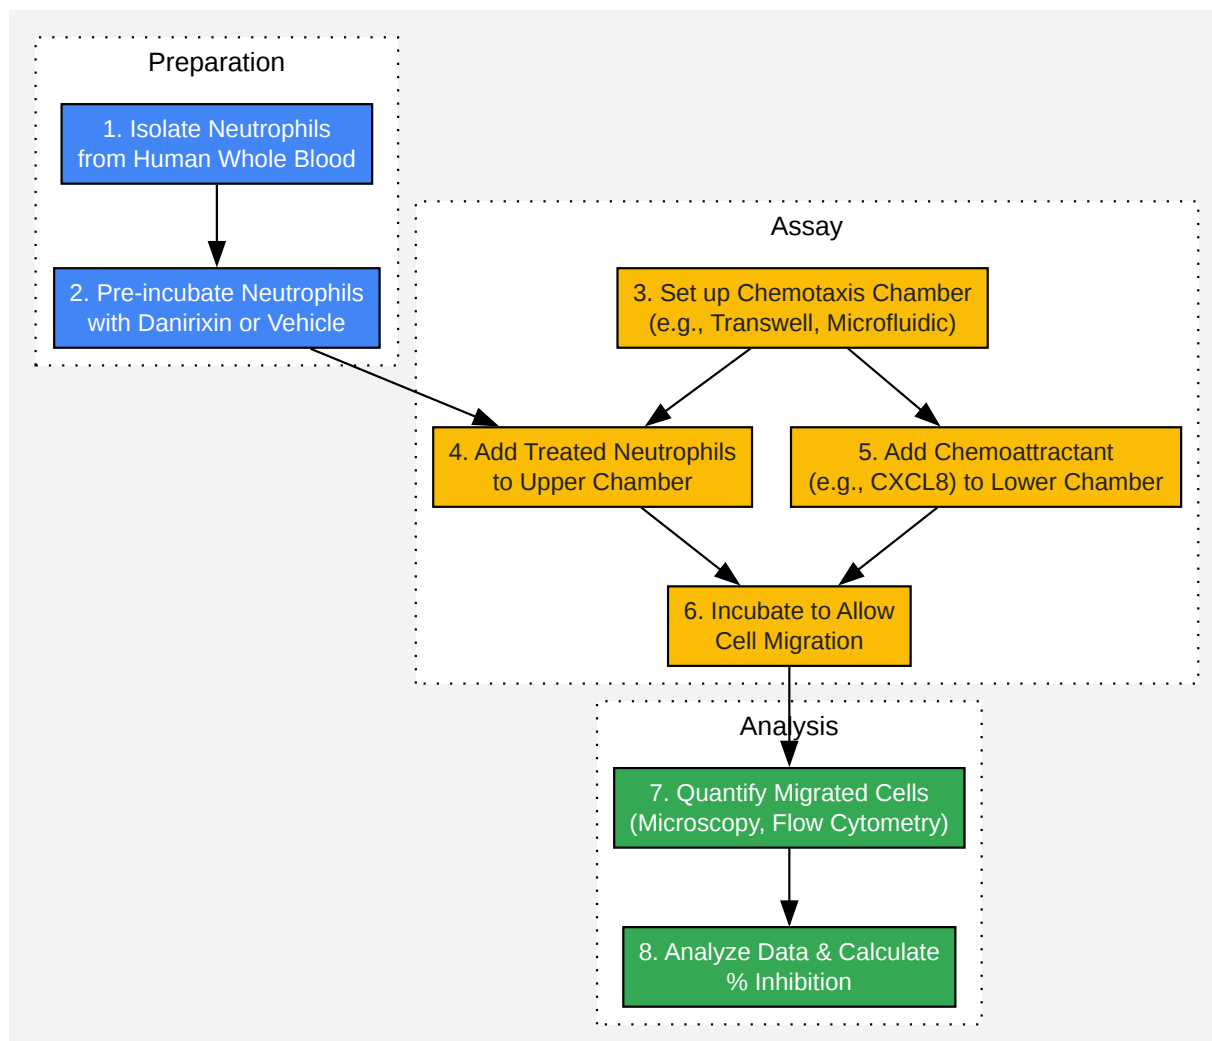 Preparation
1. Isolate Neutrophils
from Human Whole Blood
2. Pre-incubate Neutrophils
with Danirixin or Vehicle
Assay
3. Set up Chemotaxis Chamber
(e.g., Transwell, Microfluidic)
4. Add Treated Neutrophils
to Upper Chamber
5. Add Chemoattractant
(e.g., CXCL8) to Lower Chamber
6. Incubate to Allow
Cell Migration
Analysis
7. Quantify Migrated Cells
(Microscopy, Flow Cytometry)
8. Analyze Data & Calculate
% Inhibition